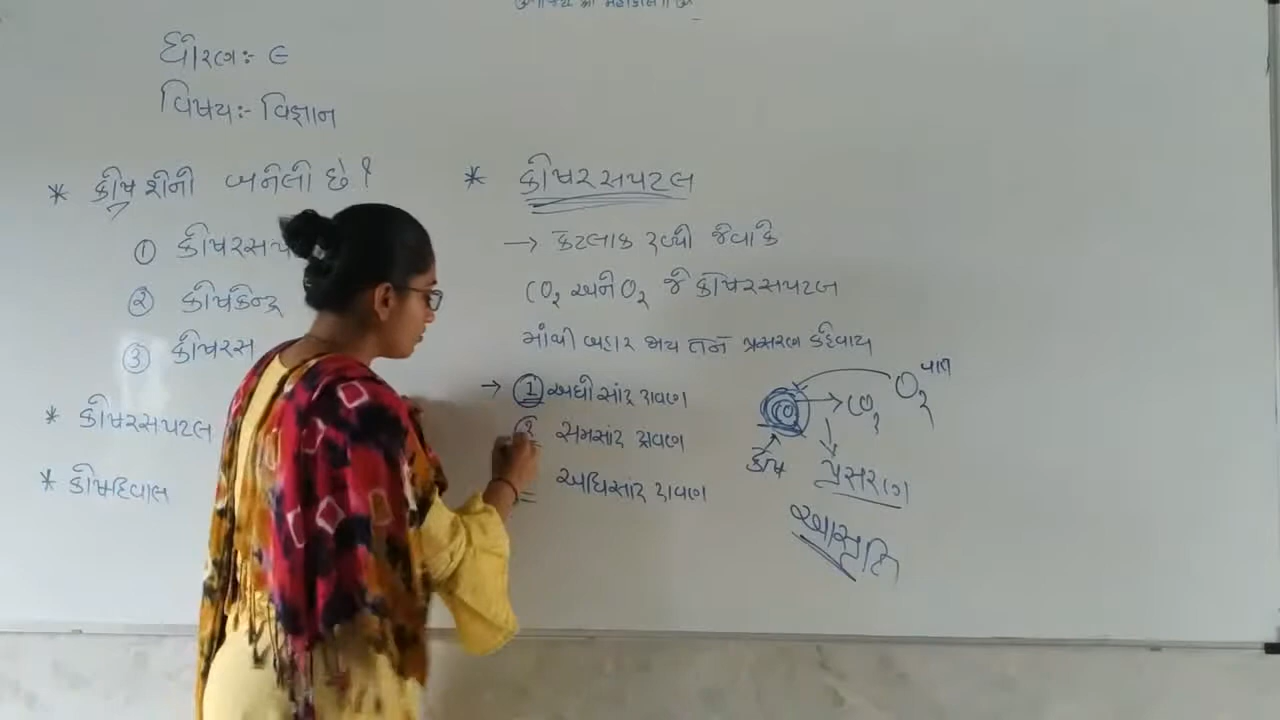 ધોરણ:- ૯
વિષય:- વિજ્ઞાન
* કોષ શેની બનેલી છે?
① કોષરસપ
② કોષકેન્દ્ર
③ કોષરસ
* કોષરસપટલ
* કોષદિવાલ
* કોષરસપટલ
→ કેટલાક દ્રવ્યો જેવા કે
CO₂ અને O₂ જે કોષરસપટલ
માંથી બહાર જાય તેને પ્રસરણ કહેવાય
→ ① અધોસાંદ્ર દ્રાવણ
② સમસાંદ્ર દ્રાવણ
અધિસાંદ્ર દ્રાવણ
CO₂ O₂
કોષ
પ્રસરણ
આસૃતિ